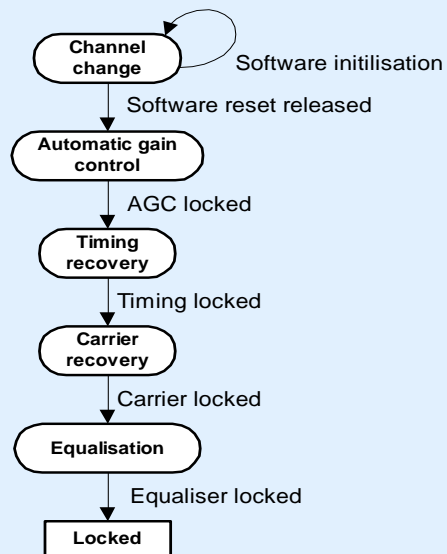 Channel
change
Software initilisation
Software reset released
Automatic gain
control
AGC locked
Timing
recovery
Timing locked
Carrier
recovery
Carrier locked
Equalisation
Equaliser locked
Locked